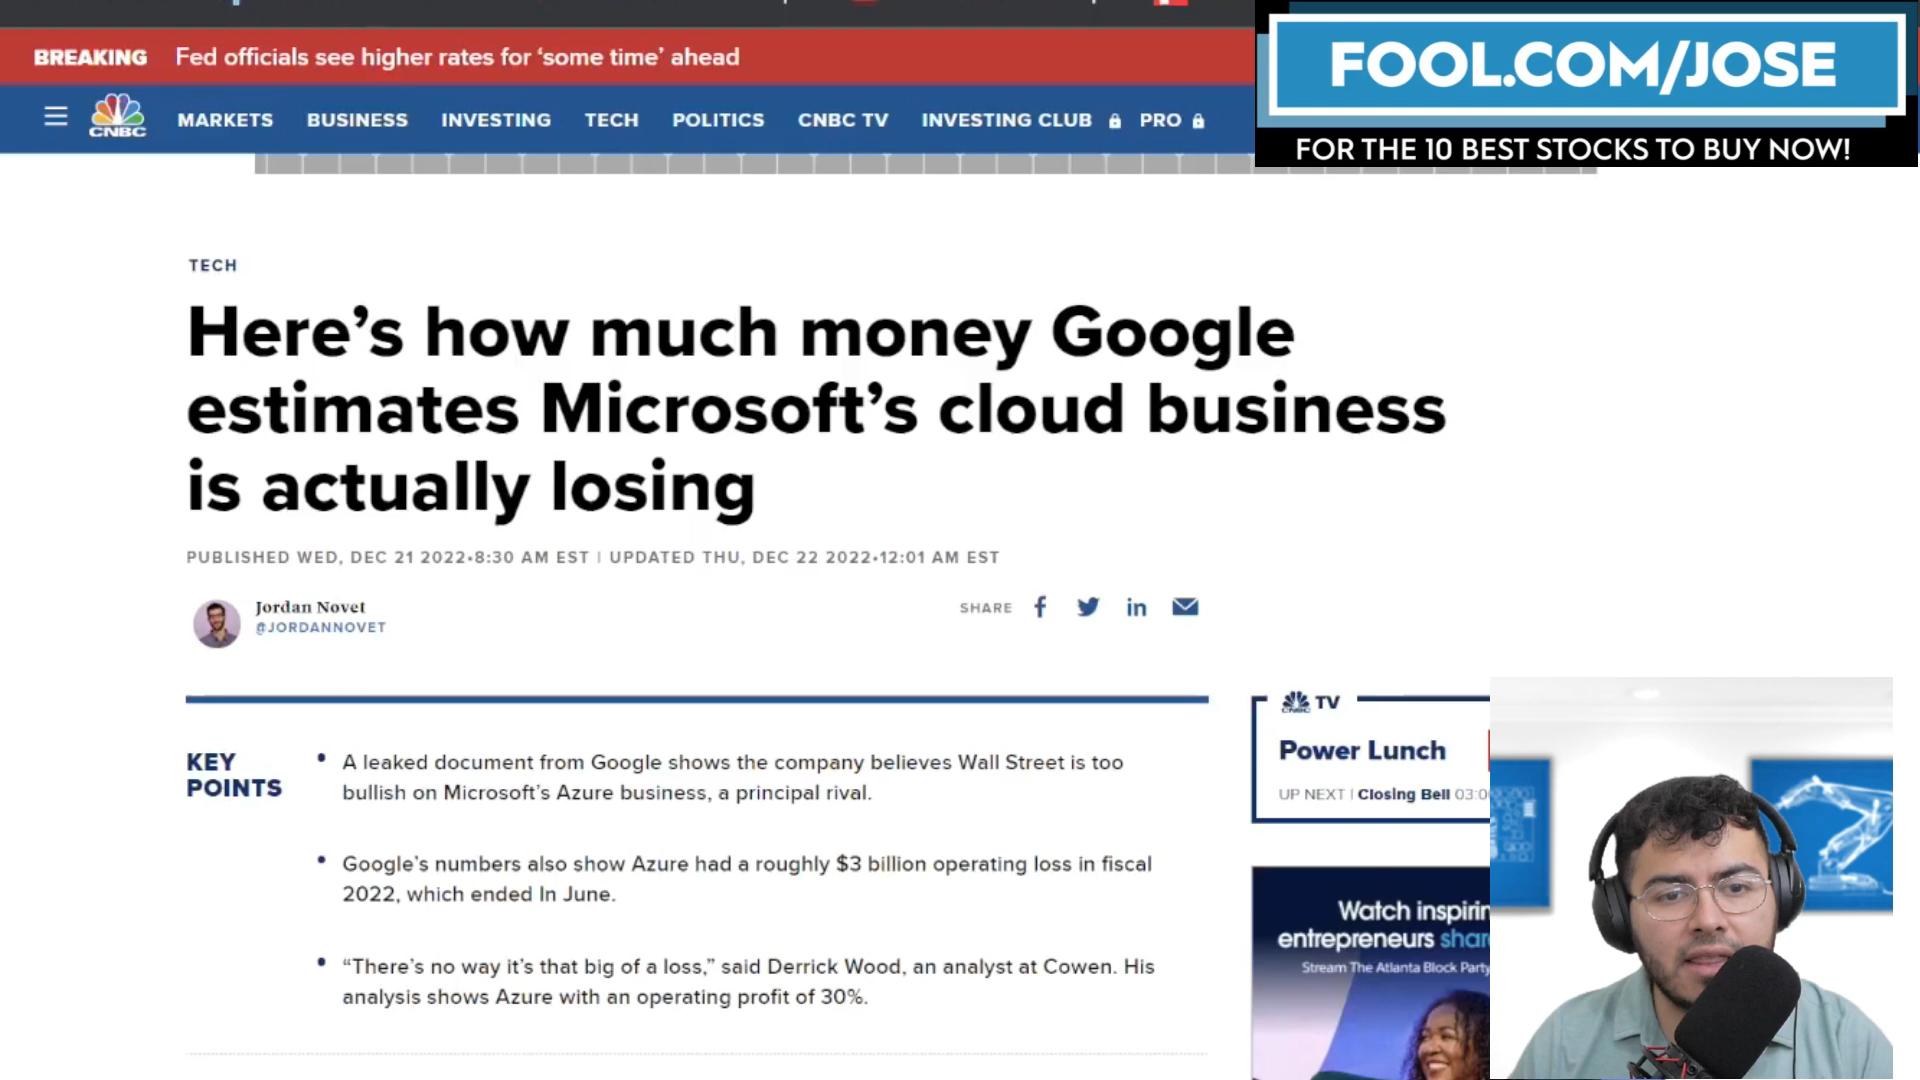 BREAKING Fed officials see higher rates for ‘some time’ ahead
FOOL.COM/JOSE
FOR THE 10 BEST STOCKS TO BUY NOW!
CNBC MARKETS BUSINESS INVESTING TECH POLITICS CNBC TV INVESTING CLUB PRO
TECH
Here’s how much money Google
estimates Microsoft’s cloud business
is actually losing
PUBLISHED WED, DEC 21 2022•8:30 AM EST | UPDATED THU, DEC 22 2022•12:01 AM EST
Jordan Novet
@JORDANNOVET
SHARE
KEY
POINTS
• A leaked document from Google shows the company believes Wall Street is too
bullish on Microsoft’s Azure business, a principal rival.
• Google’s numbers also show Azure had a roughly $3 billion operating loss in fiscal
2022, which ended In June.
• “There’s no way it’s that big of a loss,” said Derrick Wood, an analyst at Cowen. His
analysis shows Azure with an operating profit of 30%.
CNBC TV
Power Lunch
UP NEXT | Closing Bell 03:0
Watch inspirin
entrepreneurs shar
Stream The Atlanta Block Party